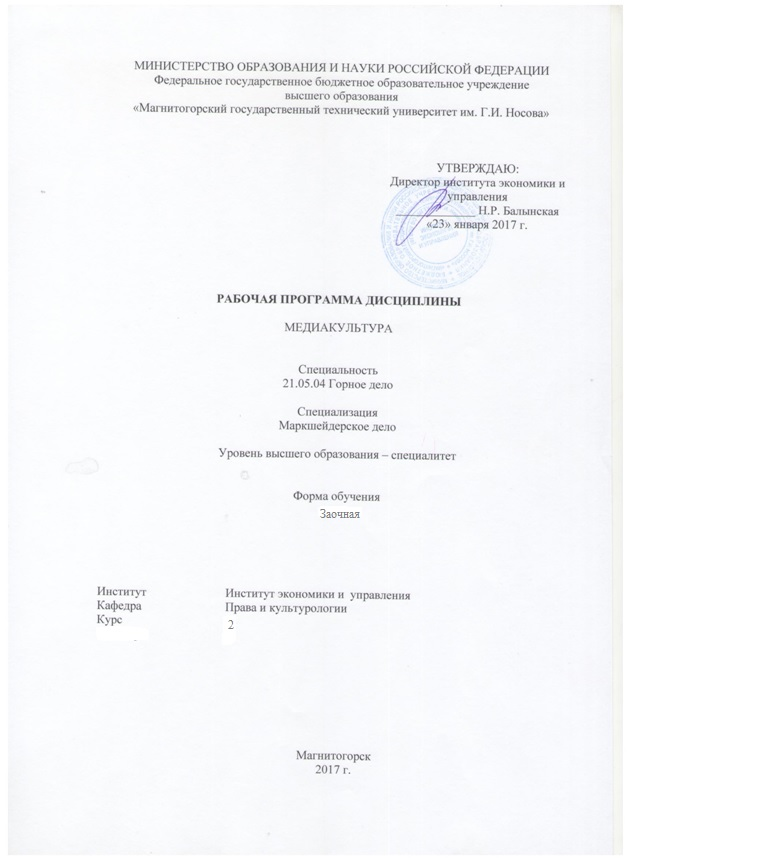 МИНИСТЕРСТВО ОБРАЗОВАНИЯ И НАУКИ РОССИЙСКОЙ ФЕДЕРАЦИИ
Федеральное государственное бюджетное образовательное учреждение
высшего образования
«Магнитогорский государственный технический университет им. Г.И. Носова»
УТВЕРЖДАЮ:
Директор института экономики и
управления
Н.Р. Балынская
«23» января 2017 г.
РАБОЧАЯ ПРОГРАММА ДИСЦИПЛИНЫ
МЕДИАКУЛЬТУРА
Специальность
21.05.04 Горное дело
Специализация
Маркшейдерское дело
Уровень высшего образования – специалитет
Форма обучения
Заочная
Институт Институт экономики и управления
Кафедра Права и культурологии
Курс 2
Магнитогорск
2017 г.